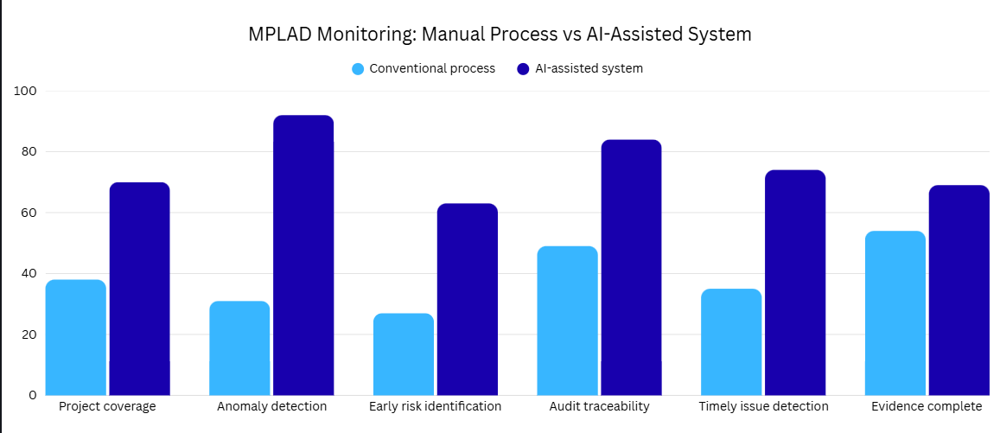 MPLAD Monitoring: Manual Process vs AI-Assisted System
Conventional process AI-assisted system
100
80
60
40
20
0
Project coverage Anomaly detection Early risk identification Audit traceability Timely issue detection Evidence complete